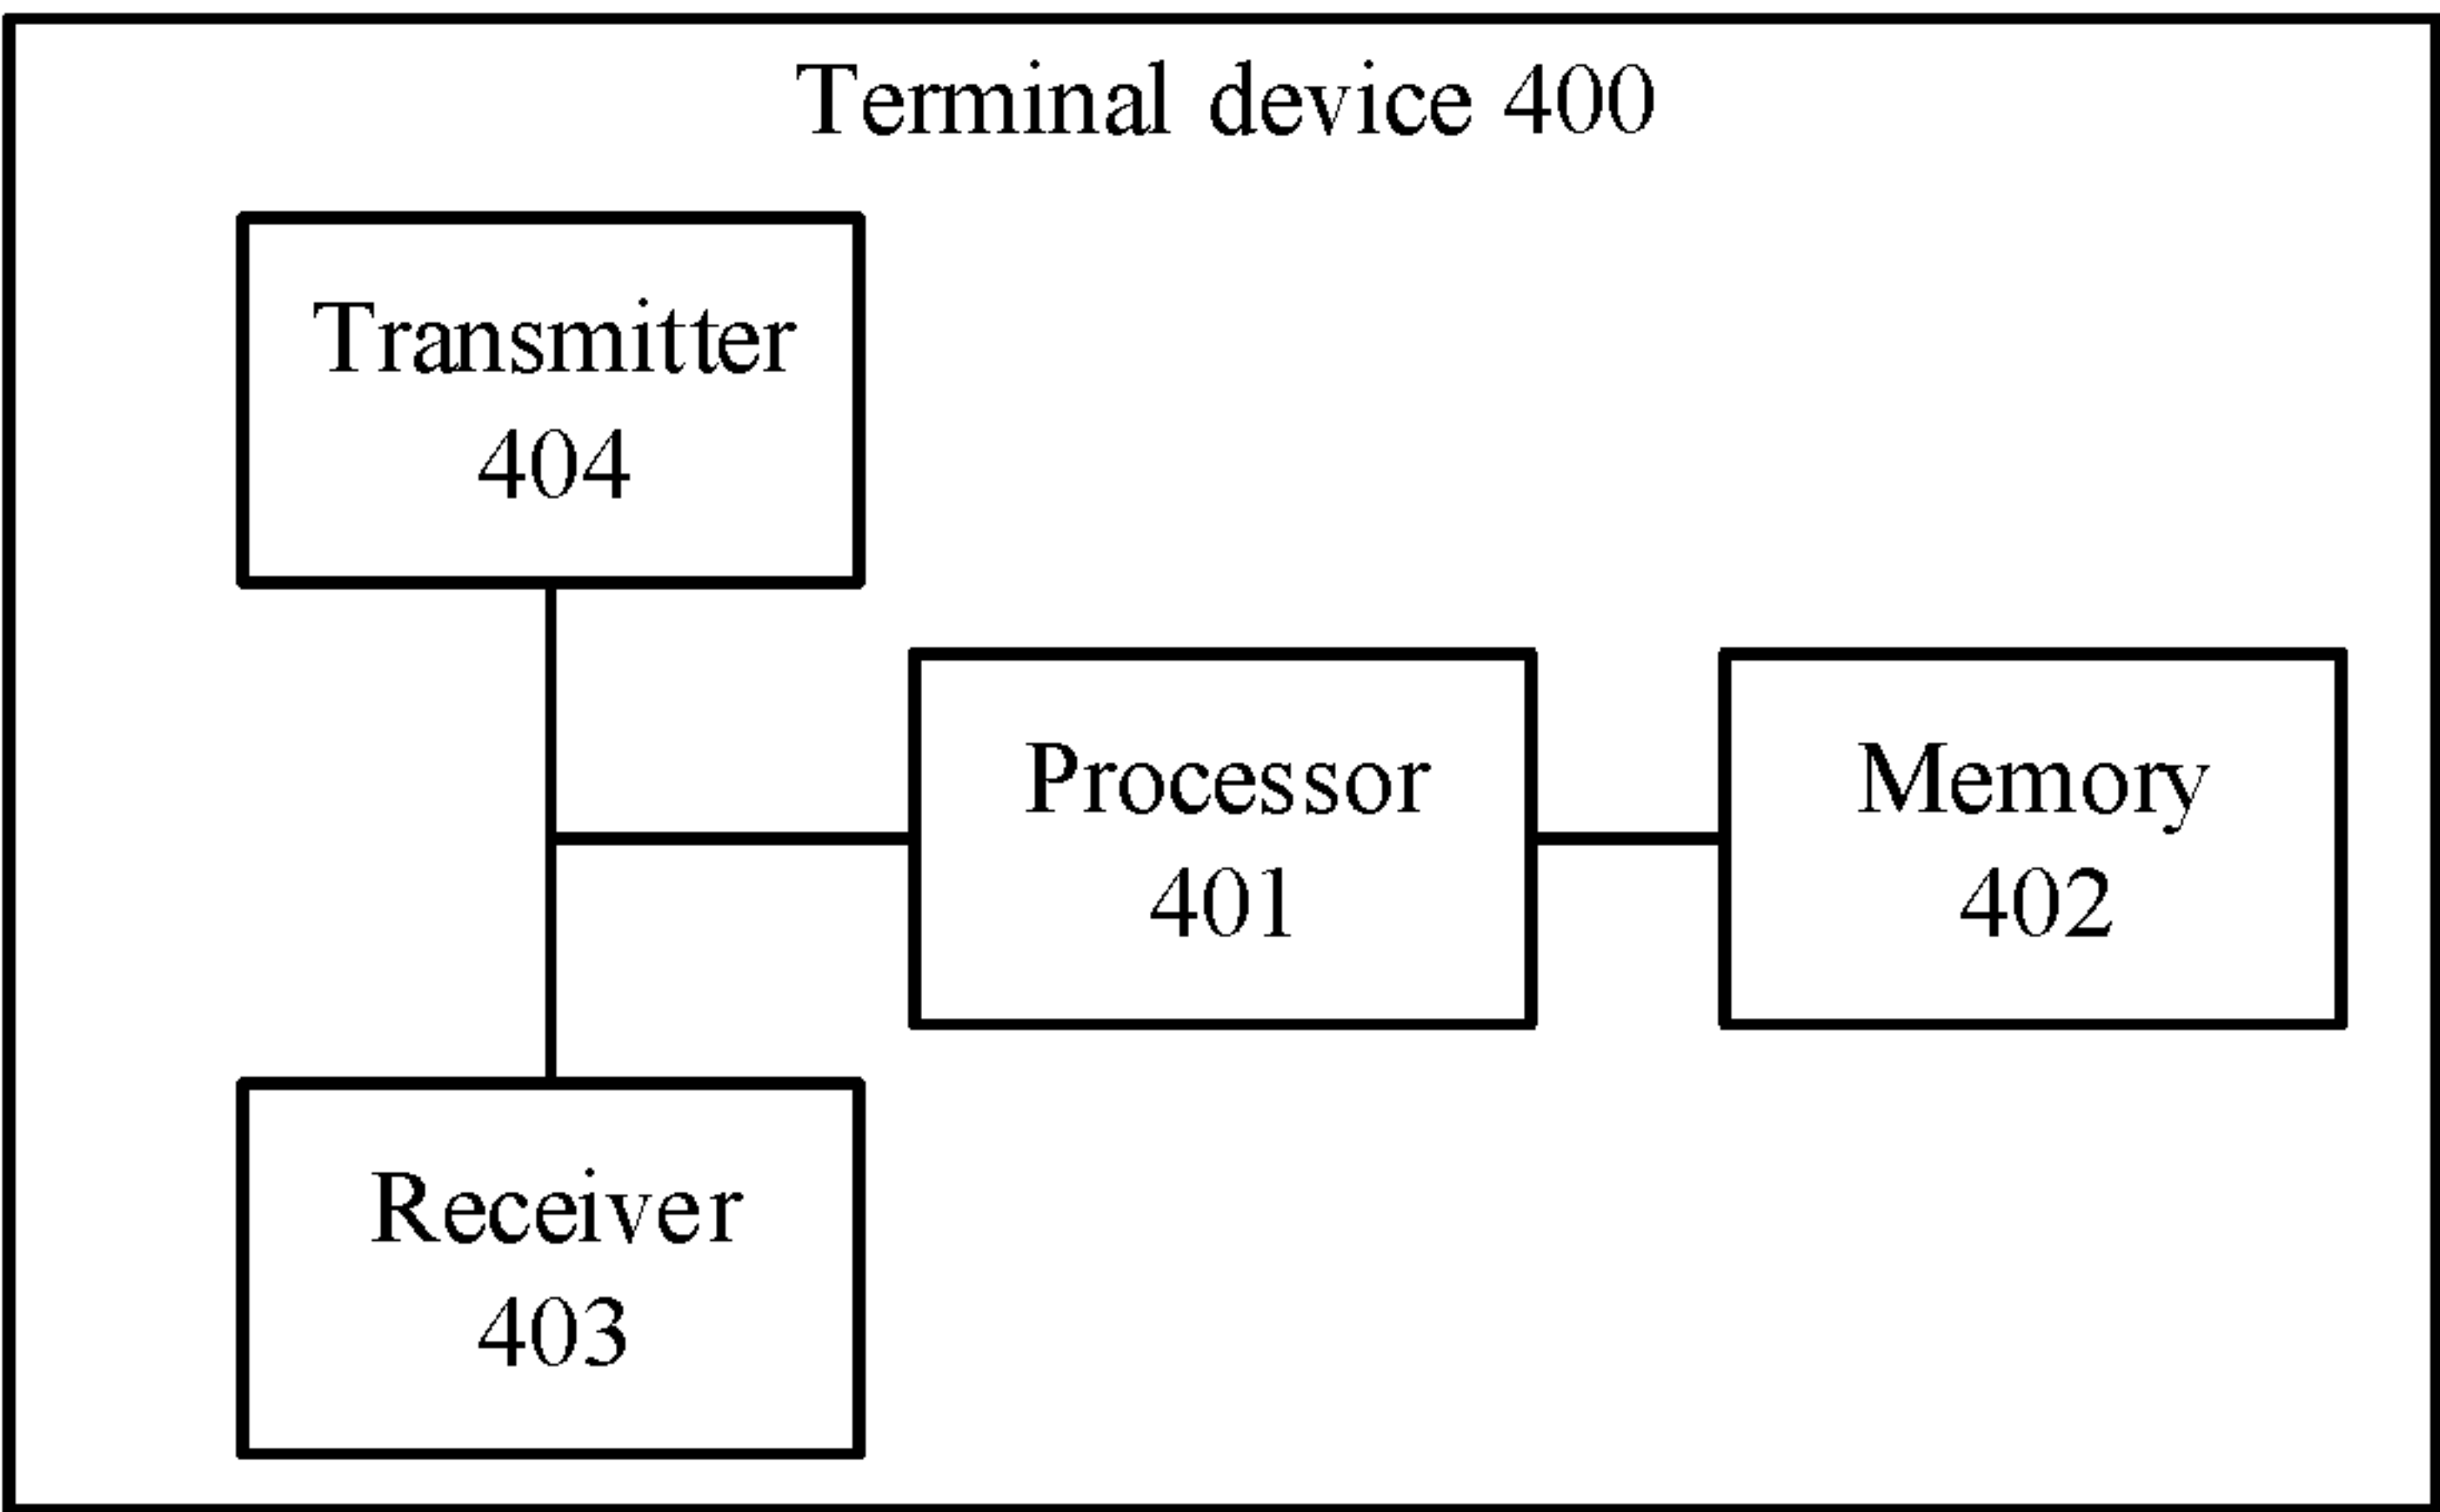 Terminal device 400
Transmitter
404
Processor
401
Memory
402
Receiver
403